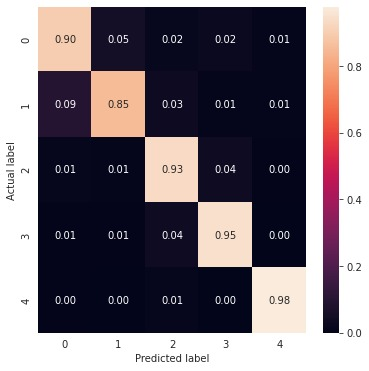 0 0.90 0.05 0.02 0.02 0.01
1 0.09 0.85 0.03 0.01 0.01
2 0.01 0.01 0.93 0.04 0.00
3 0.01 0.01 0.04 0.95 0.00
4 0.00 0.00 0.01 0.00 0.98
0 1 2 3 4
Actual label
Predicted label
0.8
0.6
0.4
0.2
0.0